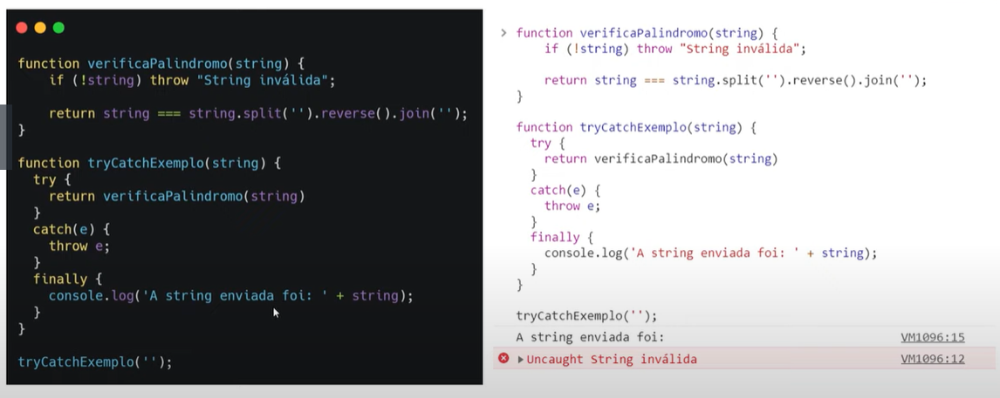 function verificaPalindromo(string) {
    if (!string) throw "String inválida";

    return string === string.split('').reverse().join('');
}

function tryCatchExemplo(string) {
  try {
    return verificaPalindromo(string)
  }
  catch(e) {
    throw e;
  }
  finally {
    console.log('A string enviada foi: ' + string);
  }
}

tryCatchExemplo('');

> function verificaPalindromo(string) {
    if (!string) throw "String inválida";

    return string === string.split('').reverse().join('');
}

function tryCatchExemplo(string) {
  try {
    return verificaPalindromo(string)
  }
  catch(e) {
    throw e;
  }
  finally {
    console.log('A string enviada foi: ' + string);
  }
}

tryCatchExemplo('');
A string enviada foi: VM1096:15
Uncaught String inválida VM1096:12